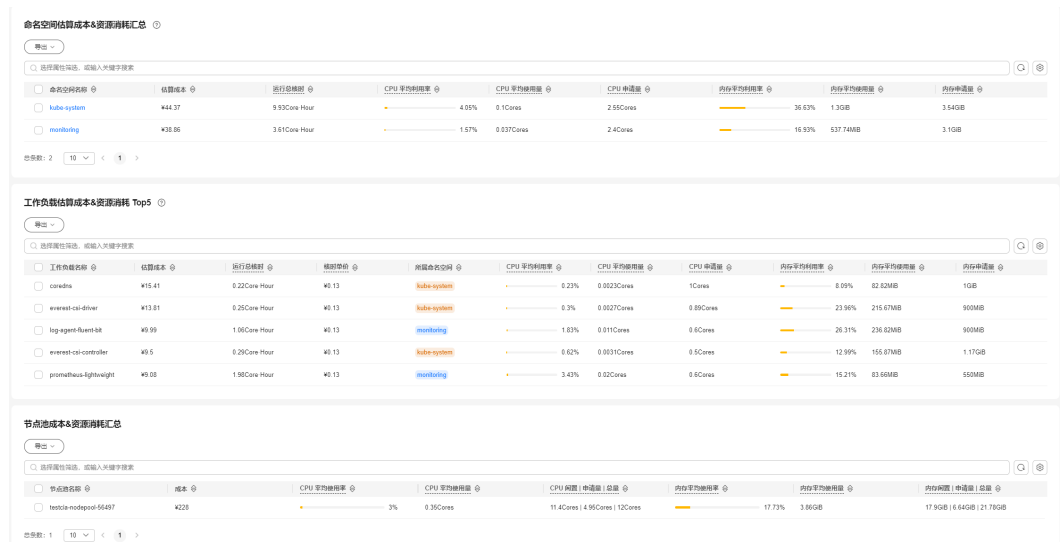 命名空间估算成本&资源消耗汇总
导出
选择属性筛选，或输入关键字搜索
命名空间名称 估算成本 运行总核时 CPU 平均利用率 CPU 平均使用量 CPU 申请量 内存平均利用率 内存平均使用量 内存申请量
kube-system ¥44.37 9.93Core Hour 4.05% 0.1Cores 2.55Cores 36.63% 1.3GiB 3.54GiB
monitoring ¥38.86 3.61Core Hour 1.57% 0.037Cores 2.4Cores 16.93% 537.74MiB 3.1GiB
总条数: 2 10 < 1 >
工作负载估算成本&资源消耗 Top5
导出
选择属性筛选，或输入关键字搜索
工作负载名称 估算成本 运行总核时 核时单价 所属命名空间 CPU 平均利用率 CPU 平均使用量 CPU 申请量 内存平均利用率 内存平均使用量 内存申请量
coredns ¥15.41 0.22Core Hour ¥0.13 kube-system 0.23% 0.0023Cores 1Cores 8.09% 82.82MiB 1GiB
everest-csi-driver ¥13.81 0.25Core Hour ¥0.13 kube-system 0.3% 0.0027Cores 0.89Cores 23.96% 215.67MiB 900MiB
log-agent-fluent-bit ¥9.99 1.06Core Hour ¥0.13 monitoring 1.83% 0.011Cores 0.6Cores 26.31% 236.82MiB 900MiB
everest-csi-controller ¥9.5 0.29Core Hour ¥0.13 kube-system 0.62% 0.0031Cores 0.5Cores 12.99% 155.87MiB 1.17GiB
prometheus-lightweight ¥9.08 1.98Core Hour ¥0.13 monitoring 3.43% 0.02Cores 0.6Cores 15.21% 83.66MiB 550MiB
节点池成本&资源消耗汇总
导出
选择属性筛选，或输入关键字搜索
节点池名称 成本 CPU 平均使用率 CPU 平均使用量 CPU 闲置 | 申请量 | 总量 内存平均使用率 内存平均使用量 内存闲置 | 申请量 | 总量
testcia-nodepool-56497 ¥228 3% 0.35Cores 11.4Cores | 4.95Cores | 12Cores 17.73% 3.86GiB 17.9GiB | 6.64GiB | 21.78GiB
总条数: 1 10 < 1 >